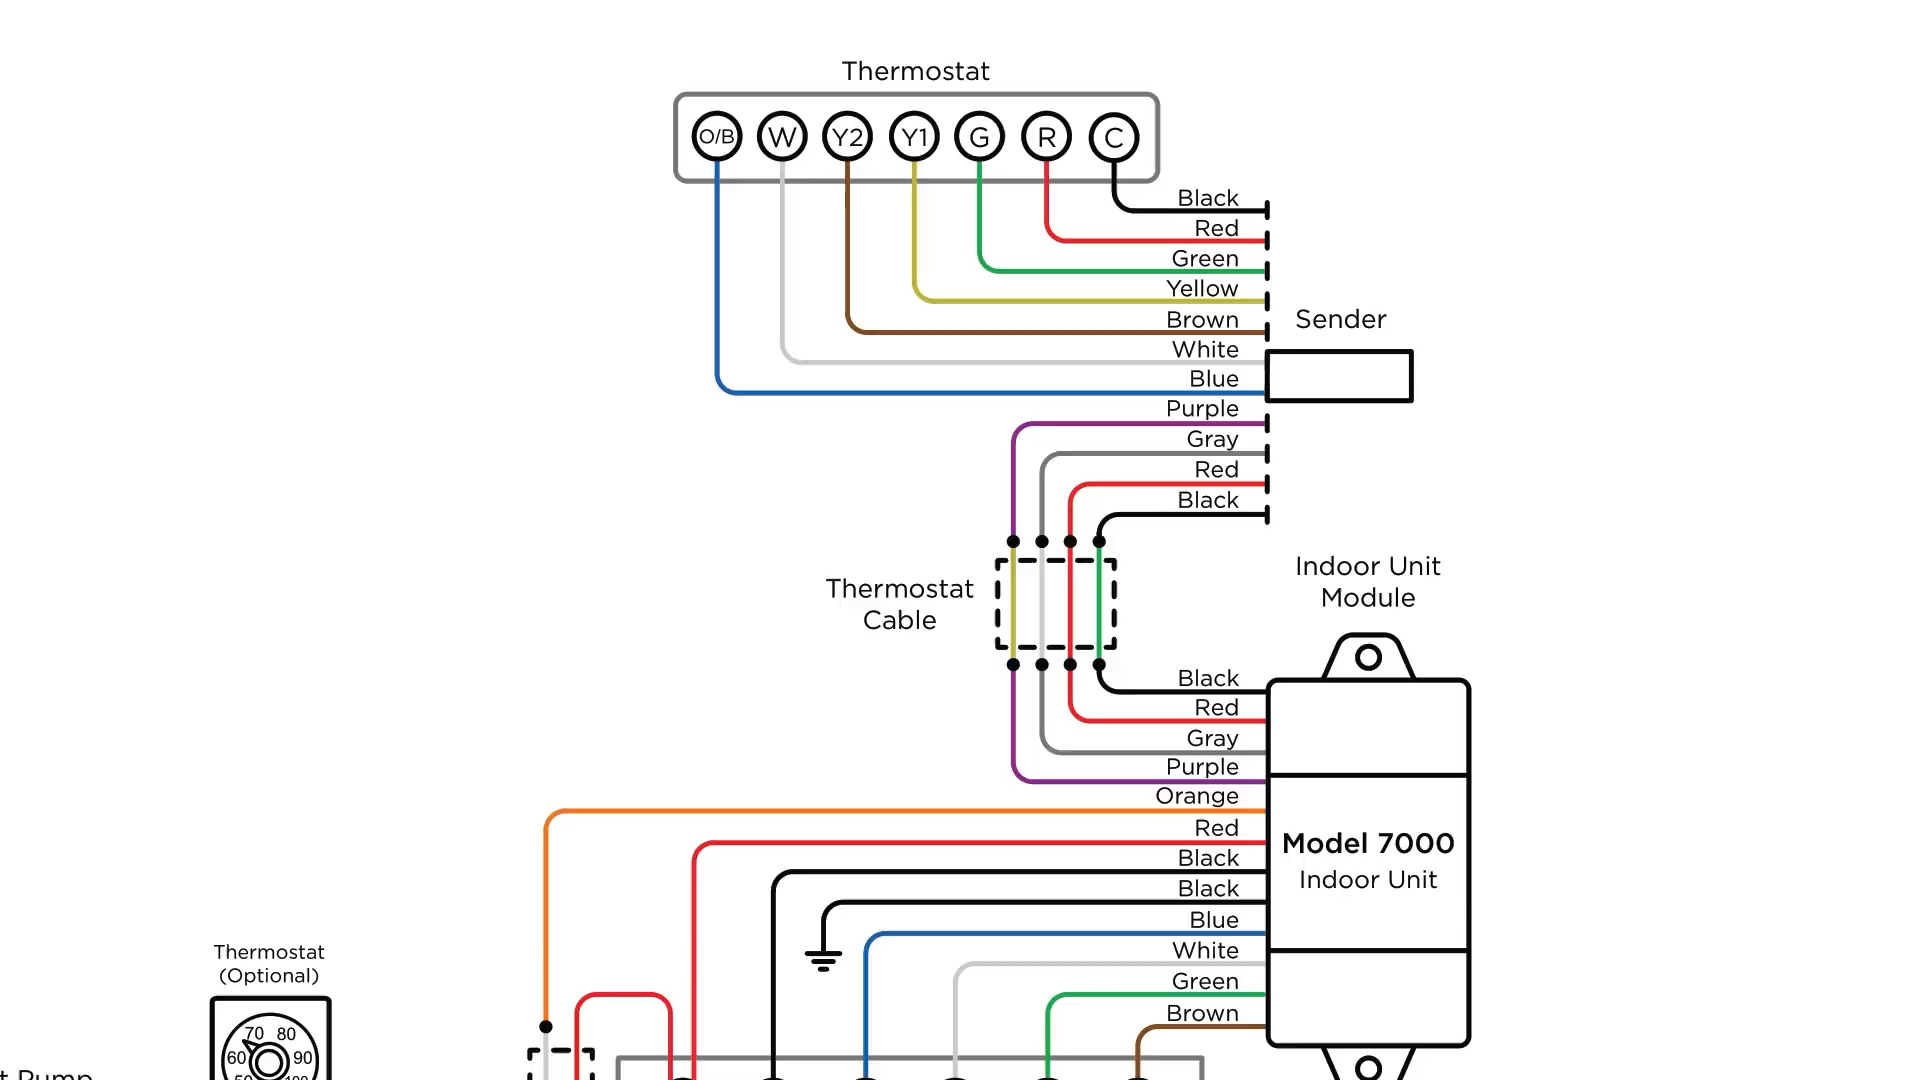 Thermostat
O/B W Y2 Y1 G R C
Black
Red
Green
Yellow
Brown
Sender
White
Blue
Purple
Gray
Red
Black
Indoor Unit
Module
Thermostat
Cable
Black
Red
Gray
Purple
Orange
Red
Model 7000
Black
Indoor Unit
Black
Blue
White
Green
Brown
Thermostat
(Optional)
70 80
60 90